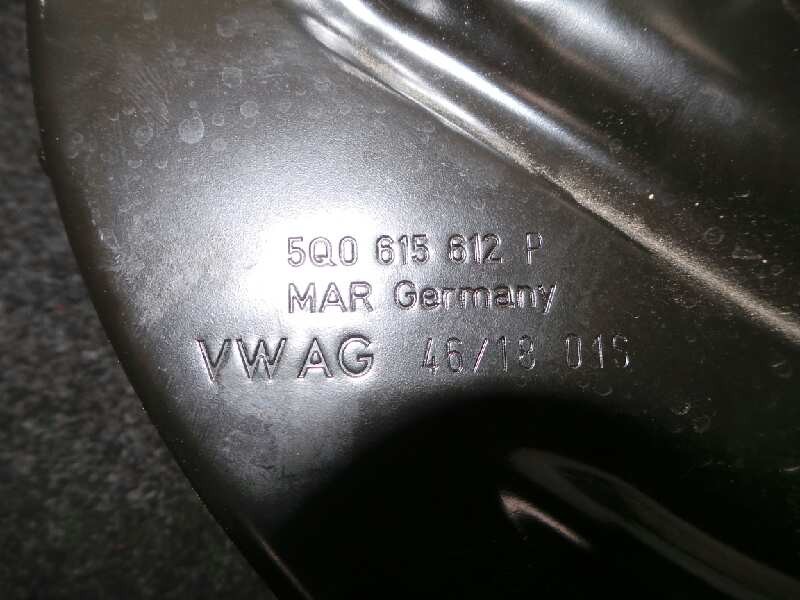 5Q0 615 612 P
MAR Germany
VW AG 46/18 01S